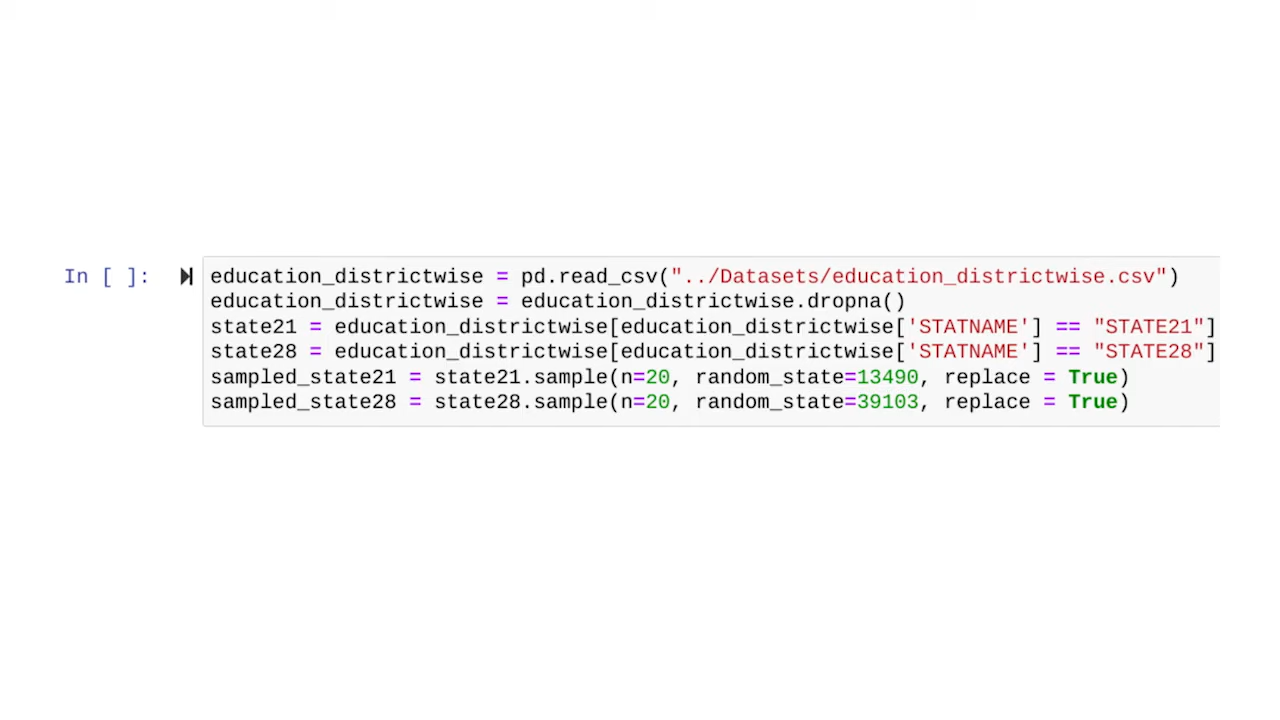 In [ ]:
education_districtwise = pd.read_csv("../Datasets/education_districtwise.csv")
education_districtwise = education_districtwise.dropna()
state21 = education_districtwise[education_districtwise['STATNAME'] == "STATE21"]
state28 = education_districtwise[education_districtwise['STATNAME'] == "STATE28"]
sampled_state21 = state21.sample(n=20, random_state=13490, replace = True)
sampled_state28 = state28.sample(n=20, random_state=39103, replace = True)